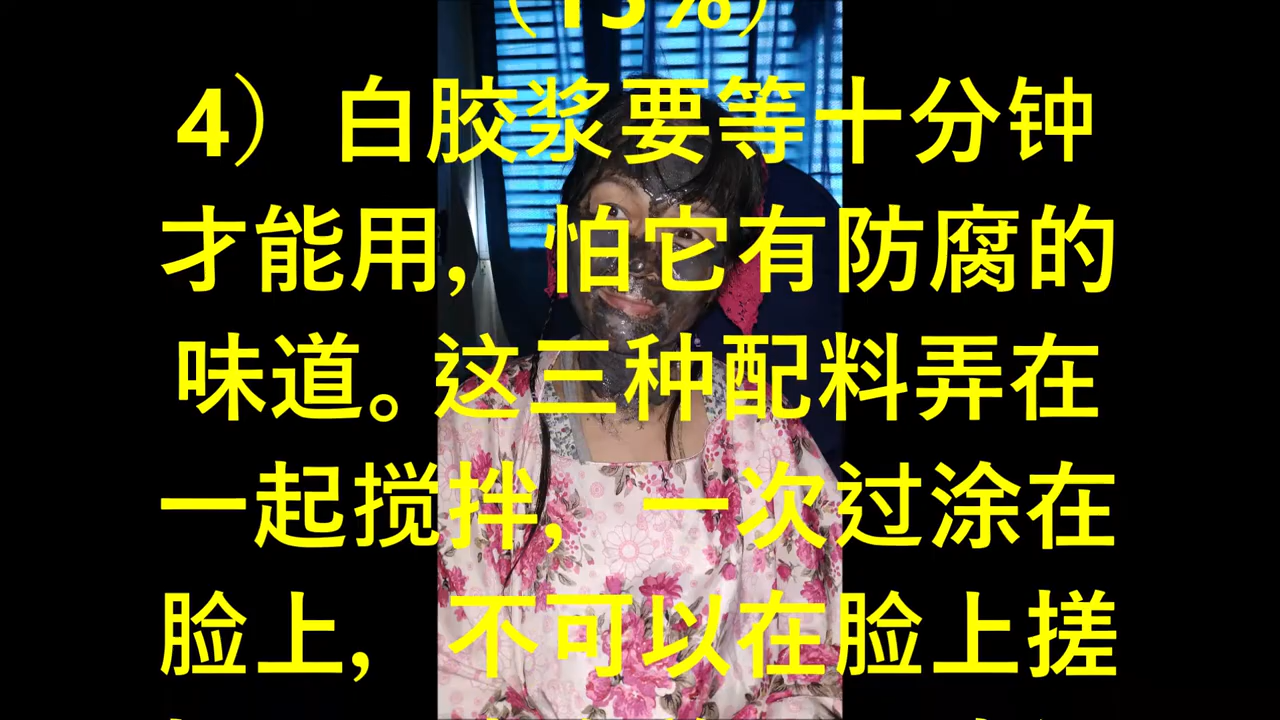 （15%）
4）白胶浆要等十分钟
才能用，怕它有防腐的
味道。这三种配料弄在
一起搅拌，一次过涂在
脸上，不可以在脸上搓